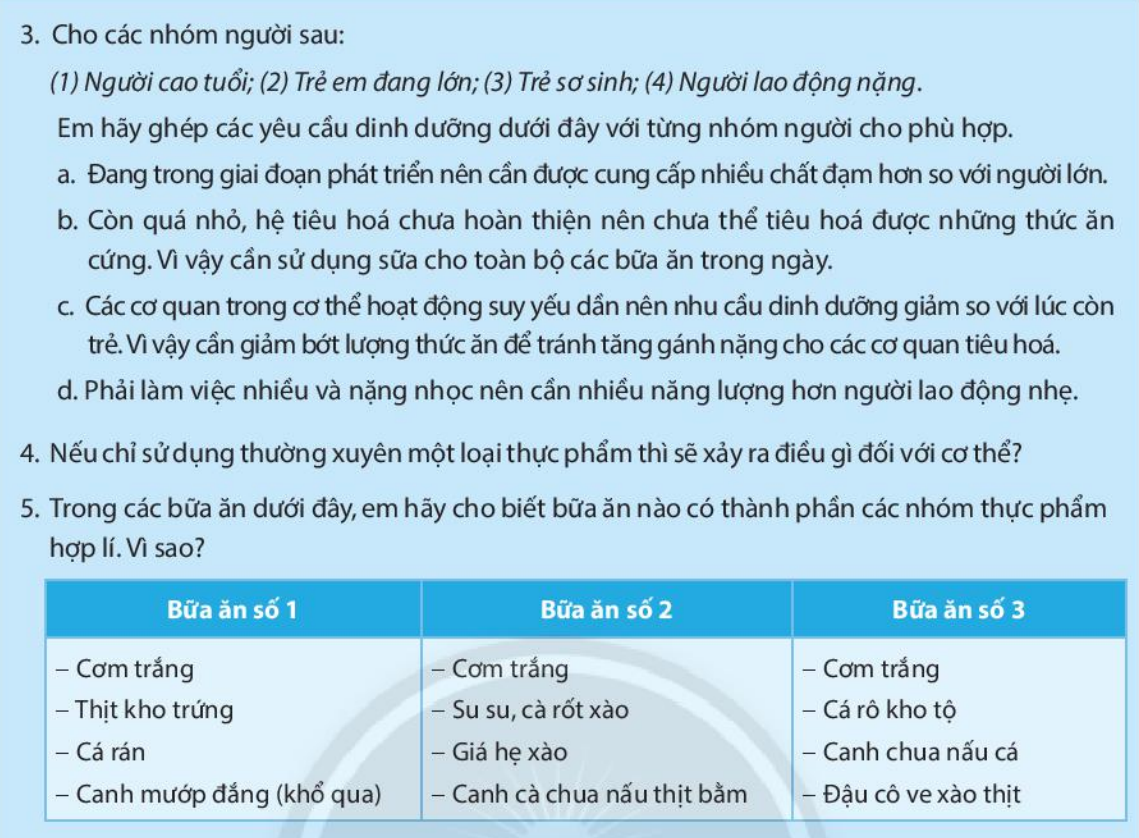 3. Cho các nhóm người sau:
(1) Người cao tuổi; (2) Trẻ em đang lớn; (3) Trẻ sơ sinh; (4) Người lao động nặng.
Em hãy ghép các yêu cầu dinh dưỡng dưới đây với từng nhóm người cho phù hợp.
a. Đang trong giai đoạn phát triển nên cần được cung cấp nhiều chất đạm hơn so với người lớn.
b. Còn quá nhỏ, hệ tiêu hoá chưa hoàn thiện nên chưa thể tiêu hoá được những thức ăn
cứng. Vì vậy cần sử dụng sữa cho toàn bộ các bữa ăn trong ngày.
c. Các cơ quan trong cơ thể hoạt động suy yếu dần nên nhu cầu dinh dưỡng giảm so với lúc còn
trẻ. Vì vậy cần giảm bớt lượng thức ăn để tránh tăng gánh nặng cho các cơ quan tiêu hoá.
d. Phải làm việc nhiều và nặng nhọc nên cần nhiều năng lượng hơn người lao động nhẹ.
4. Nếu chỉ sử dụng thường xuyên một loại thực phẩm thì sẽ xảy ra điều gì đối với cơ thể?
5. Trong các bữa ăn dưới đây, em hãy cho biết bữa ăn nào có thành phần các nhóm thực phẩm
hợp lí. Vì sao?
Bữa ăn số 1
– Cơm trắng
– Thịt kho trứng
– Cá rán
– Canh mướp đắng (khổ qua)
Bữa ăn số 2
– Cơm trắng
– Su su, cà rốt xào
– Giá hẹ xào
– Canh cà chua nấu thịt bằm
Bữa ăn số 3
– Cơm trắng
– Cá rô kho tộ
– Canh chua nấu cá
– Đậu cô ve xào thịt